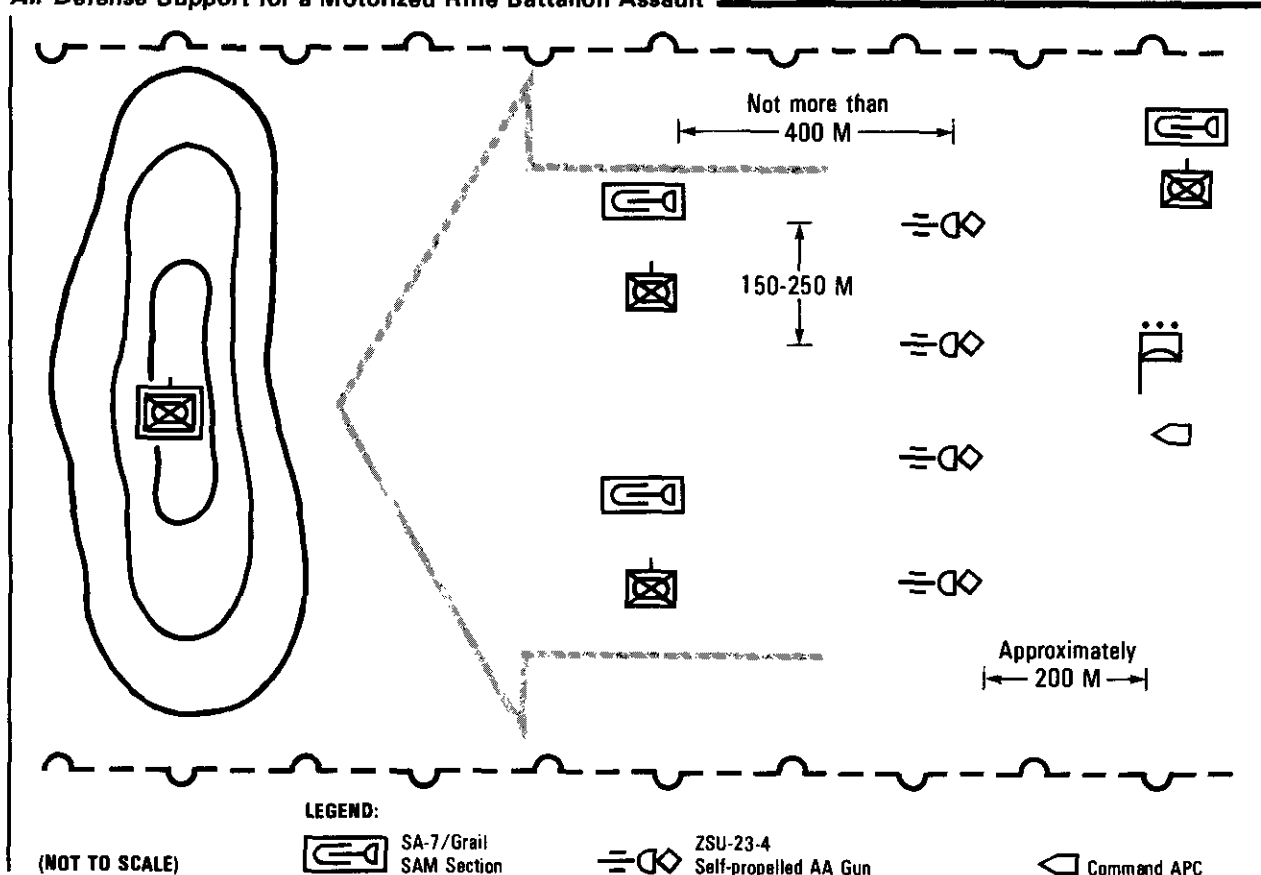 Air Defense Support for a Motorized Rifle Battalion Assault
Not more than
400 M
150-250 M
Approximately
200 M
LEGEND:
(NOT TO SCALE)
SA-7/Grail
SAM Section
ZSU-23-4
Self-propelled AA Gun
Command APC